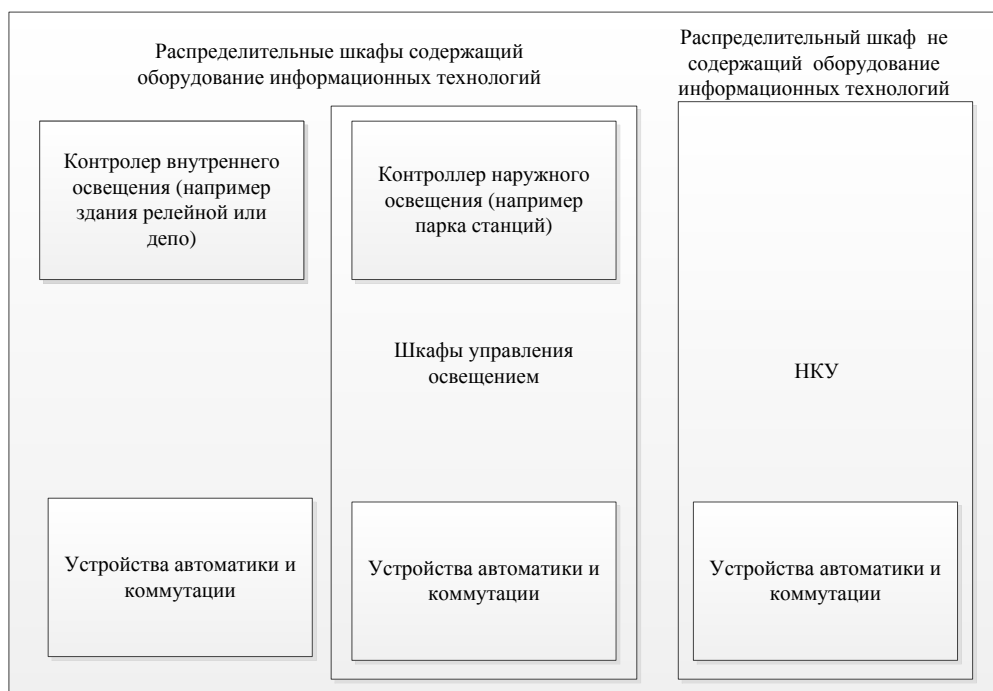 Распределительные шкафы содержащий
оборудование информационных технологий
Распределительный шкаф не
содержащий оборудование
информационных технологий
Контролер внутреннего
освещения (например
здания релейной или
депо)
Контроллер наружного
освещения (например
парка станций)
Шкафы управления
освещением
НКУ
Устройства автоматики и
коммутации
Устройства автоматики и
коммутации
Устройства автоматики и
коммутации